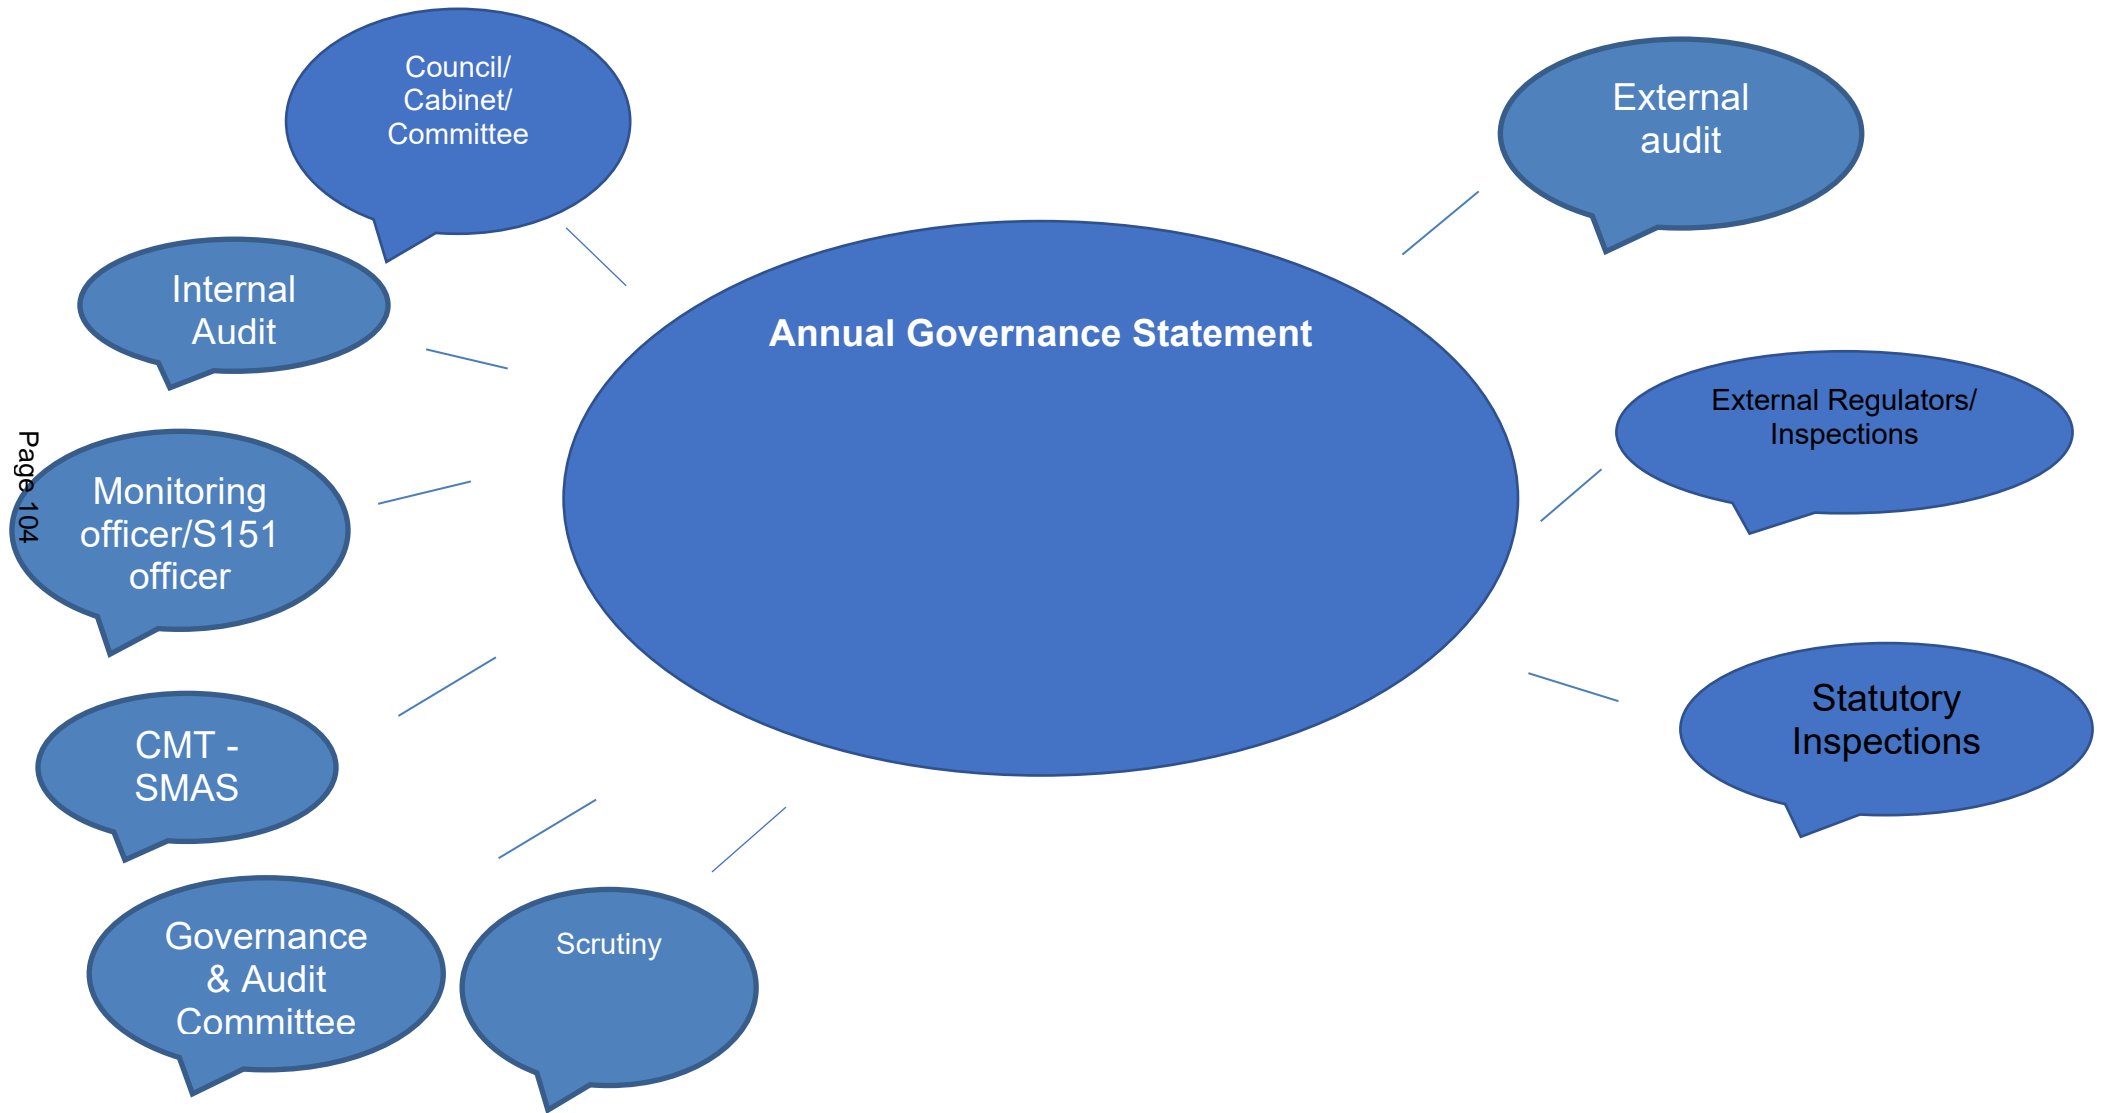 Council/
Cabinet/
Committee
External
audit
Internal
Audit
Annual Governance Statement
External Regulators/
Inspections
Page 104
Monitoring
officer/S151
officer
Statutory
Inspections
CMT -
SMAS
Governance
& Audit
Committee
Scrutiny